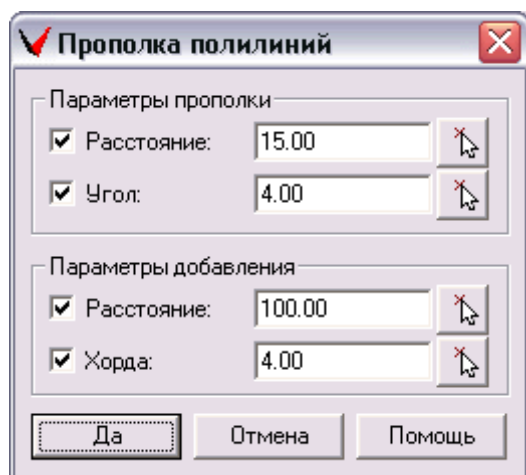 Прополка полилиний
Параметры прополки
Расстояние: 15.00
Угол: 4.00
Параметры добавления
Расстояние: 100.00
Хорда: 4.00
Да Отмена Помощь